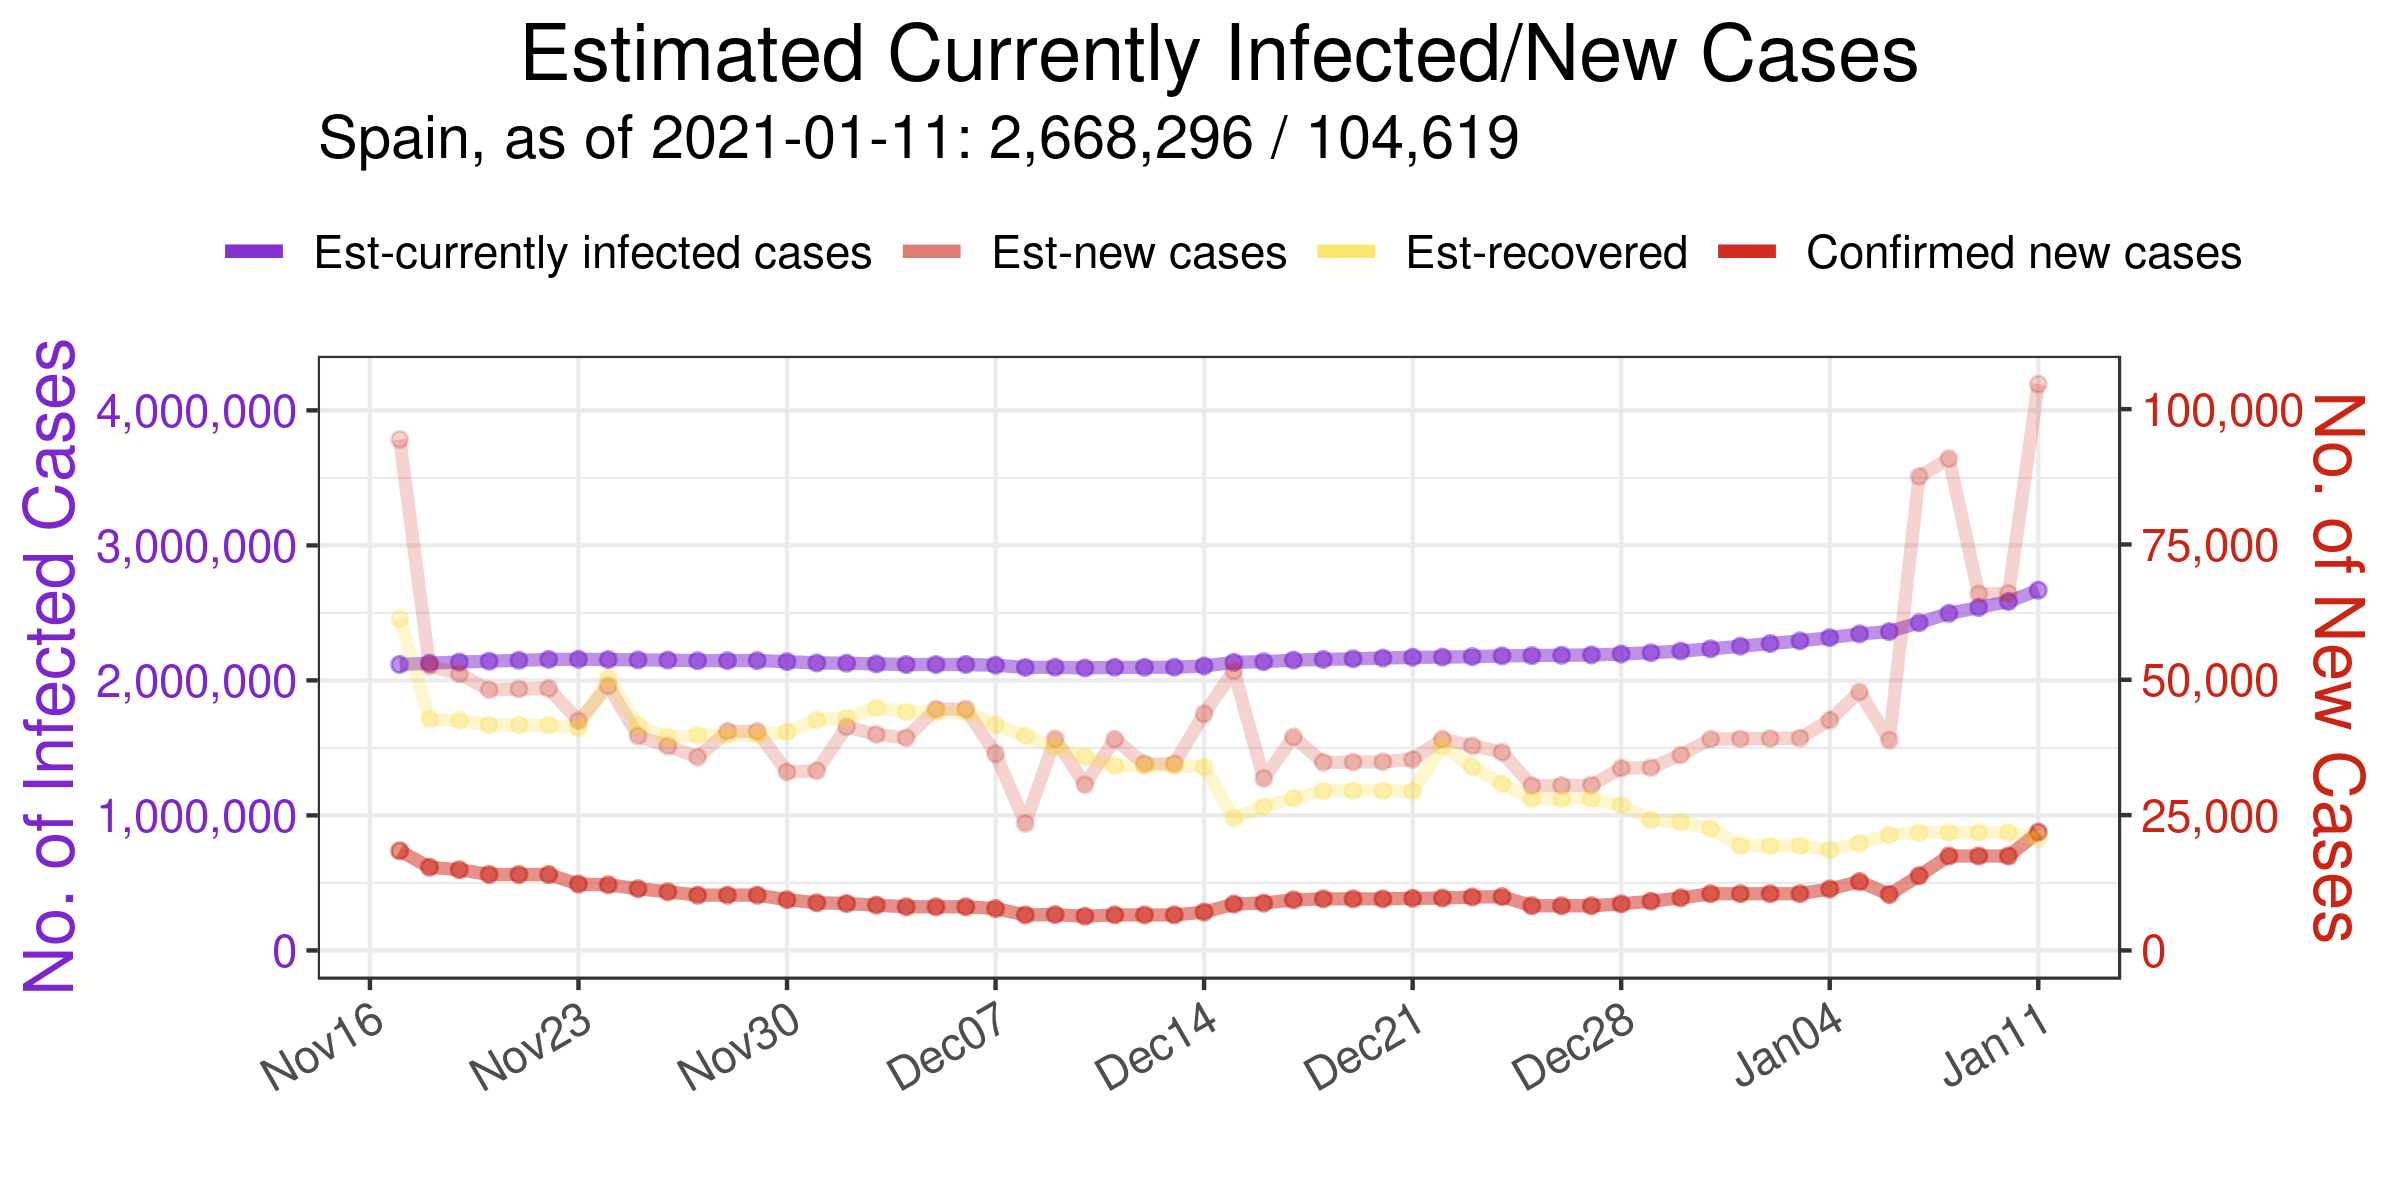 Estimated Currently Infected/New Cases
Spain, as of 2021-01-11: 2,668,296 / 104,619
Est-currently infected cases Est-new cases Est-recovered Confirmed new cases
No. of Infected Cases
4,000,000
3,000,000
2,000,000
1,000,000
0
100,000
75,000
50,000
25,000
0
No. of New Cases
Nov16 Nov23 Nov30 Dec07 Dec14 Dec21 Dec28 Jan04 Jan11